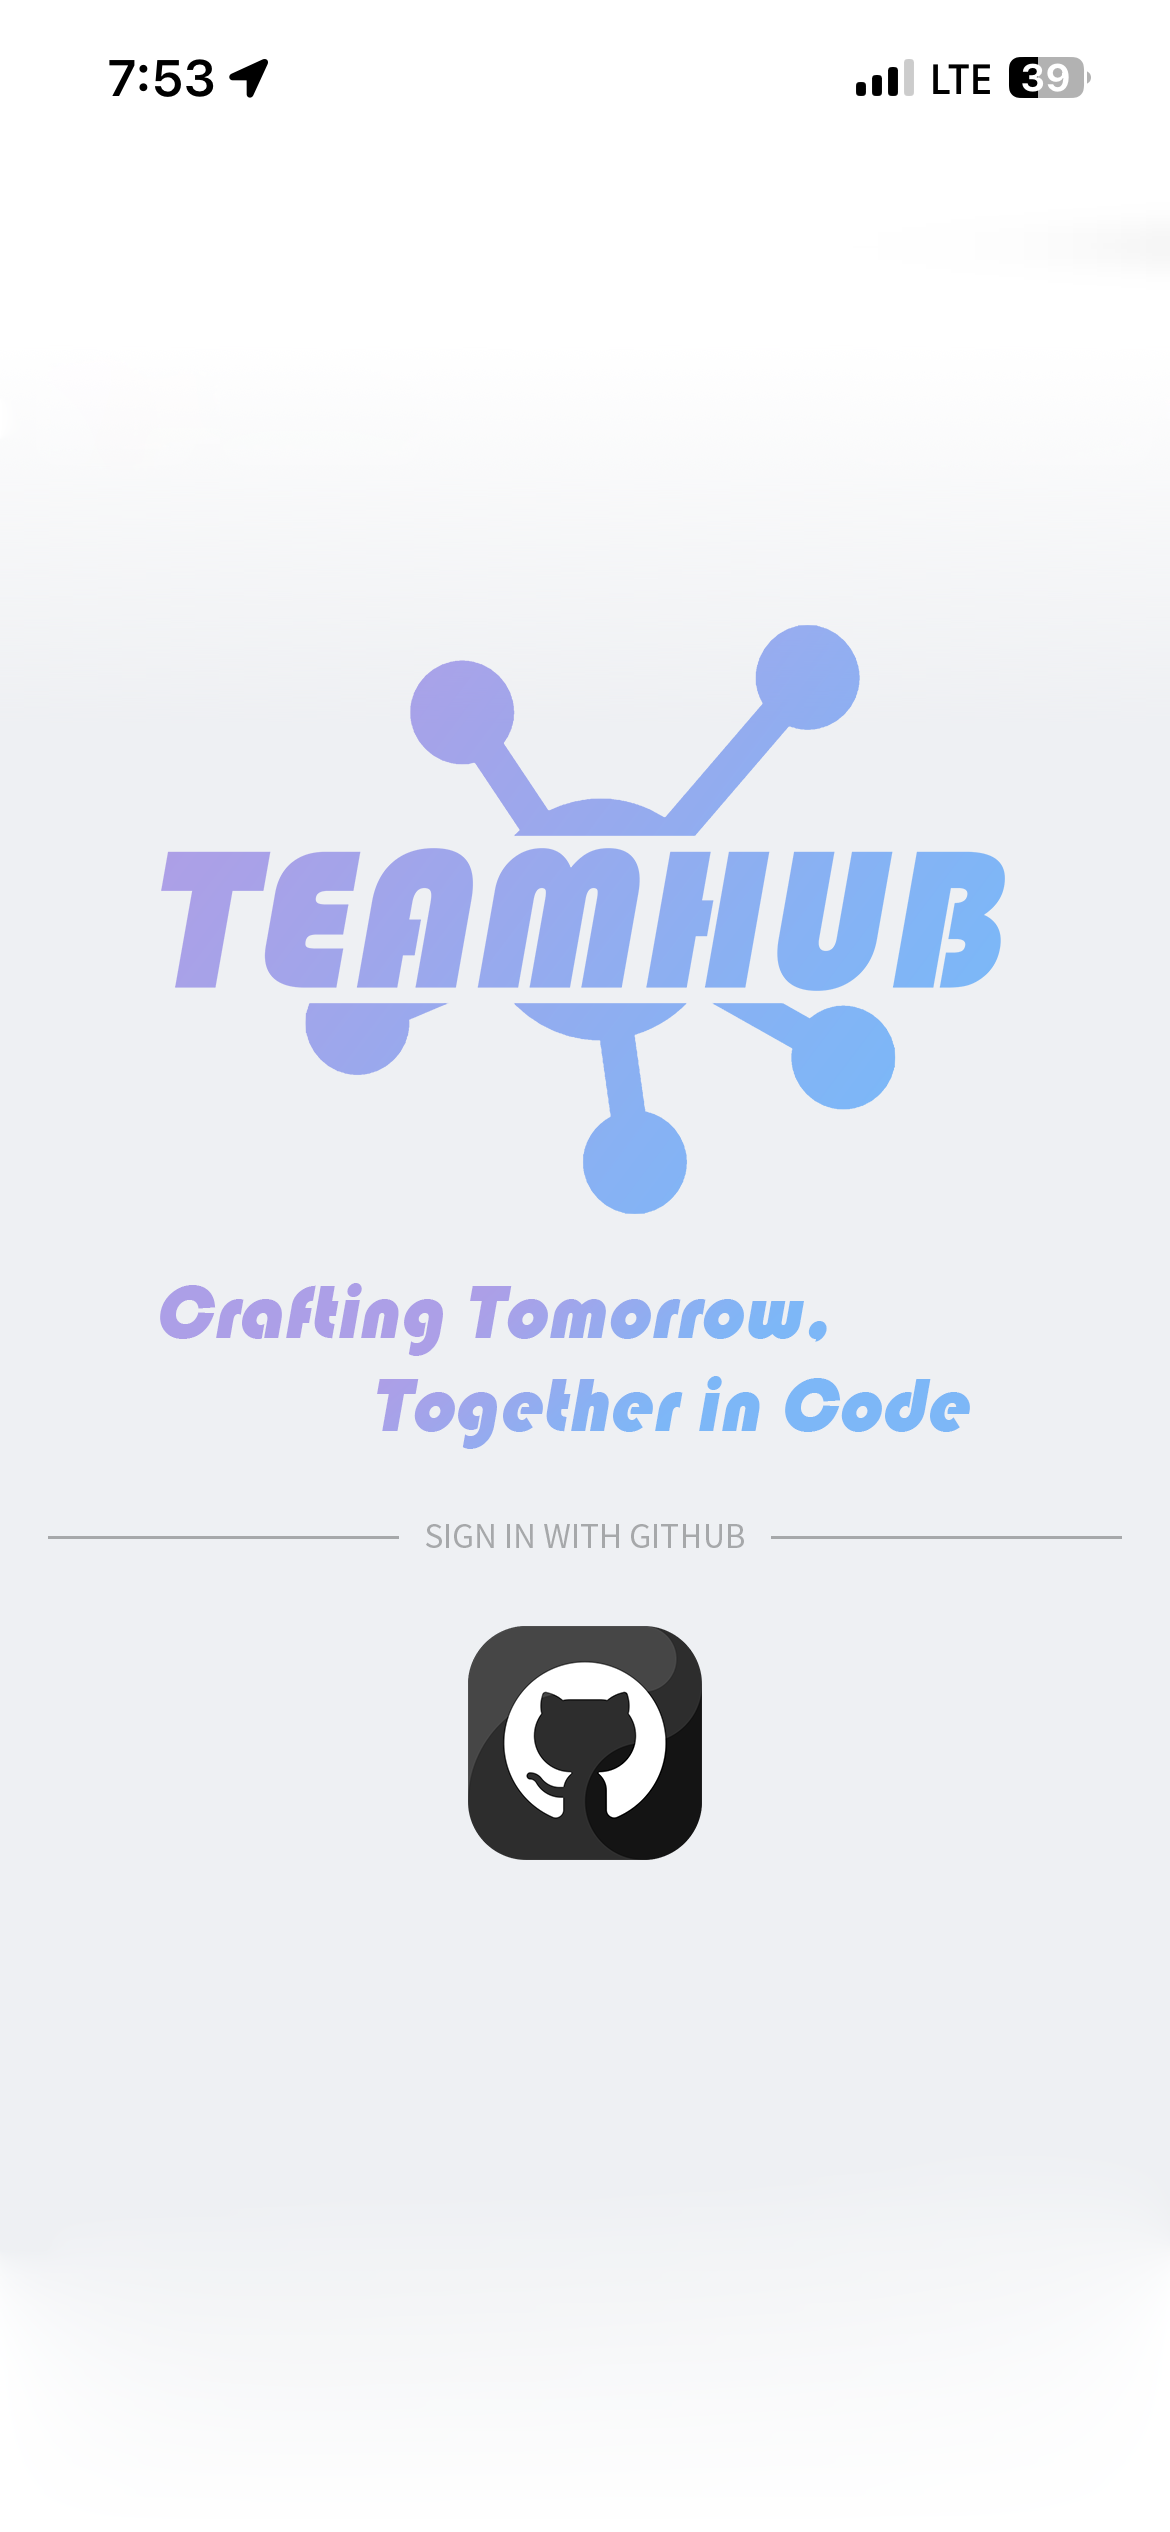 7:53 LTE 39
TEAMHUB
Crafting Tomorrow,
Together in Code
SIGN IN WITH GITHUB